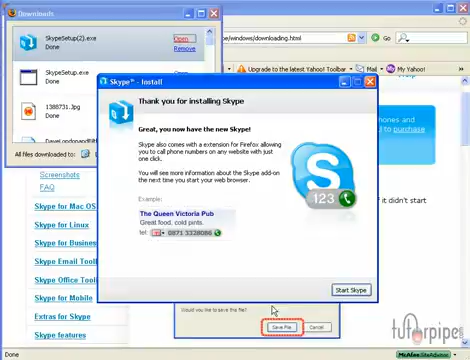 Downloads
SkypeSetup(2).exe
Done
Open
Remove
SkypeSetup.exe
Done
1388731.Jpg
Done
All files downloaded to:
pe/windows/downloading.html
Go
Upgrade to the latest Yahoo! Toolbar
Mail
My Yahoo!
Help
phones and
to purchase
if it didn't start
Skype™ - Install
Thank you for installing Skype
Great, you now have the new Skype!
Skype also comes with a extension for Firefox allowing
you to call phone numbers on any website with just
one click.
You will see more information about the Skype add-on
the next time you start your web browser.
Example:
The Queen Victoria Pub
Great food, cold pints.
tel
0871 3328086
S
123
Start Skype
Screenshots
FAQ
Skype for Mac OS
Skype for Linux
Skype for Busines
Skype Email Toolb
Skype Office Tool
Skype for Mobile
Extras for Skype
Skype features
Would you like to save this file?
Save File
Cancel
tutorpipe
McAfee SiteAdvisor